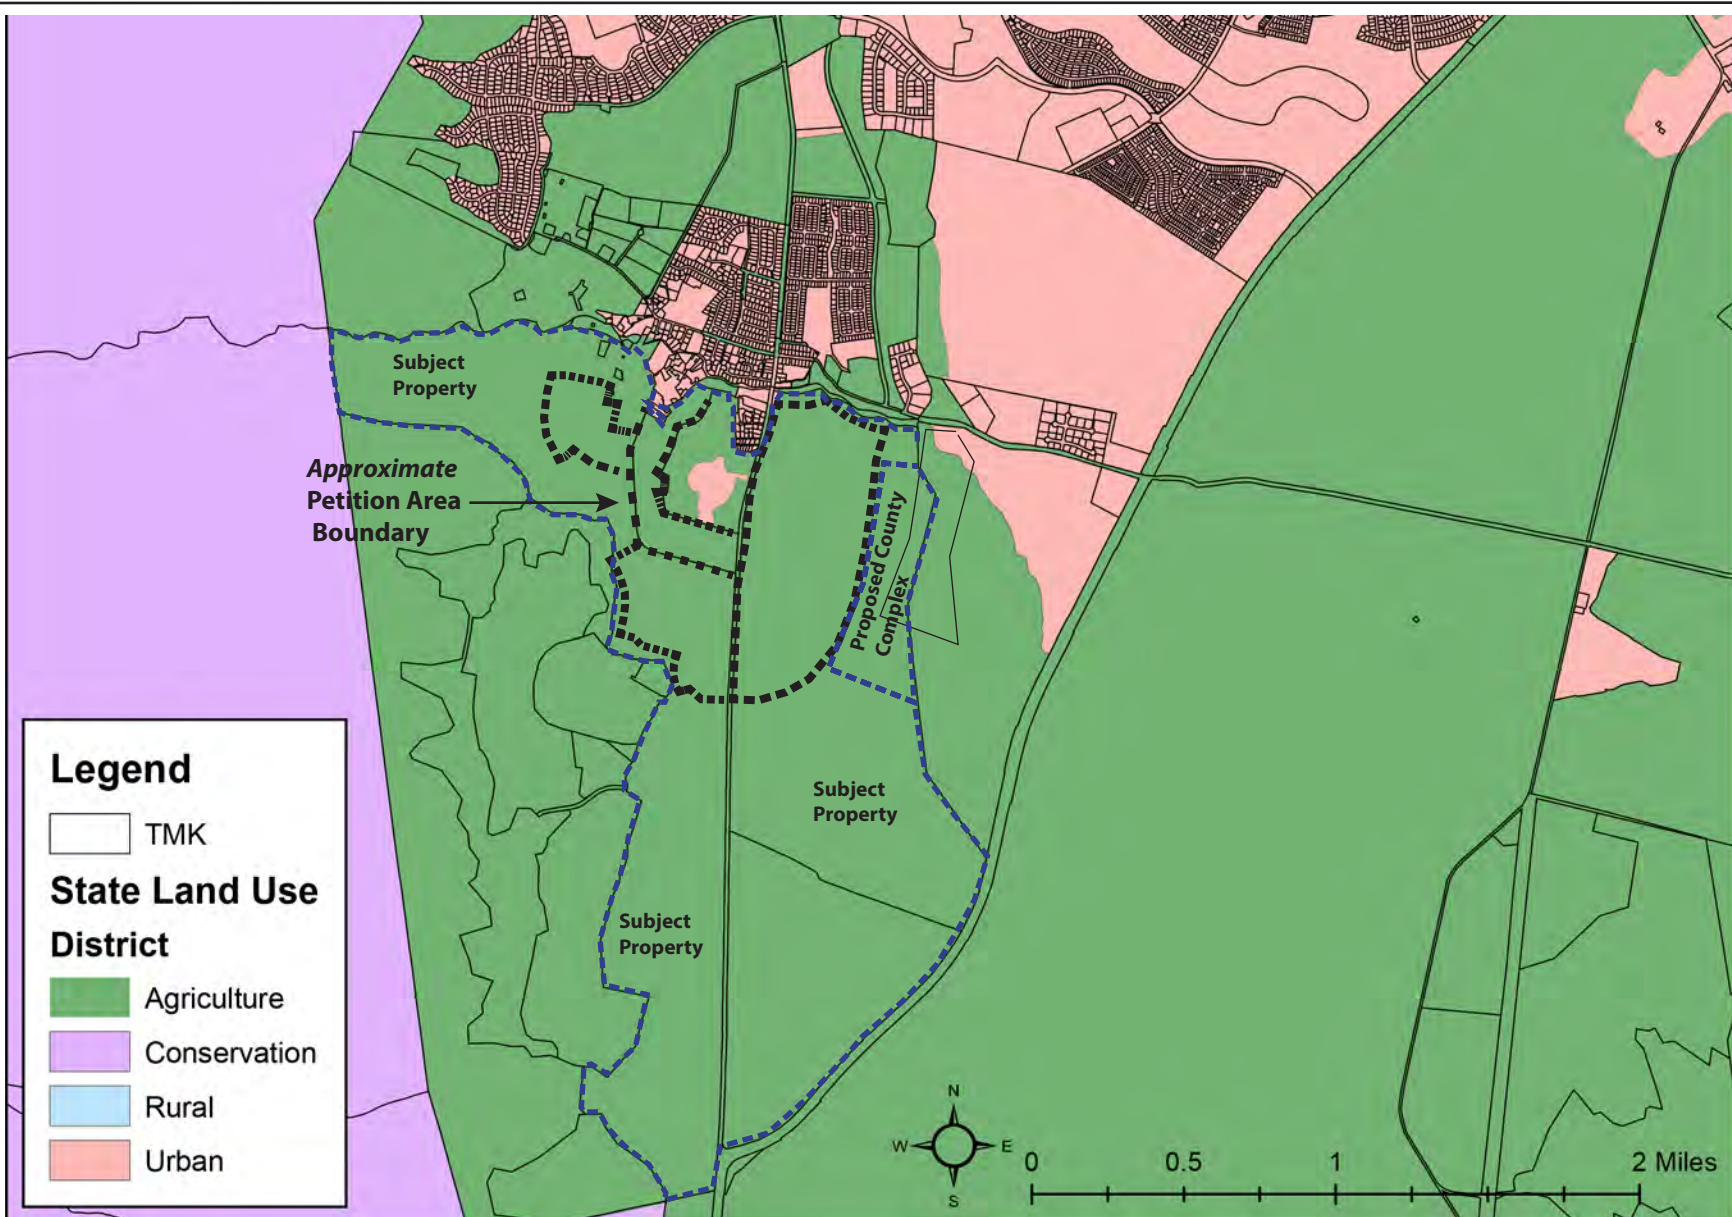 Subject
Property
Approximate
Petition Area
Boundary
Proposed County
Complex
Subject
Property
Subject
Property
Legend
TMK
State Land Use
District
Agriculture
Conservation
Rural
Urban
N
W E
S
0 0.5 1 2 Miles